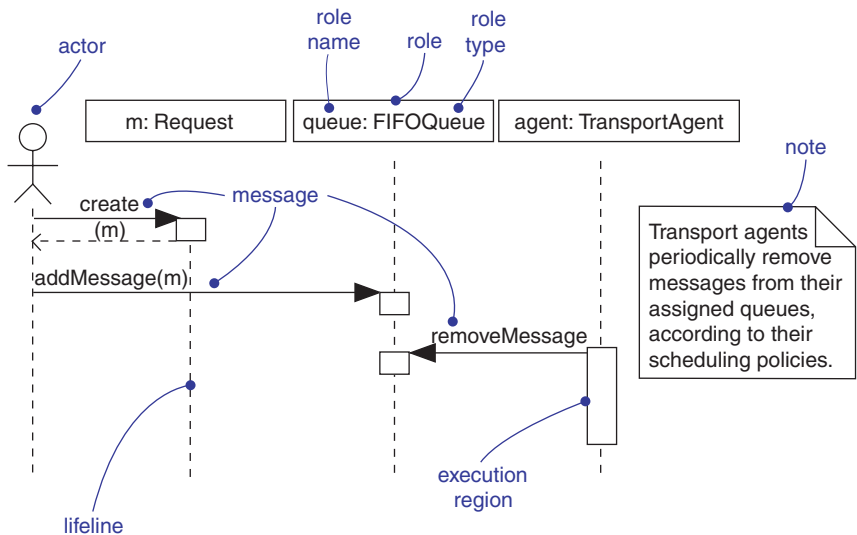 actor
role
name
role
role
type
m: Request
queue: FIFOQueue
agent: TransportAgent
note
create
message
(m)
Transport agents
periodically remove
messages from their
assigned queues,
according to their
scheduling policies.
addMessage(m)
removeMessage
execution
region
lifeline